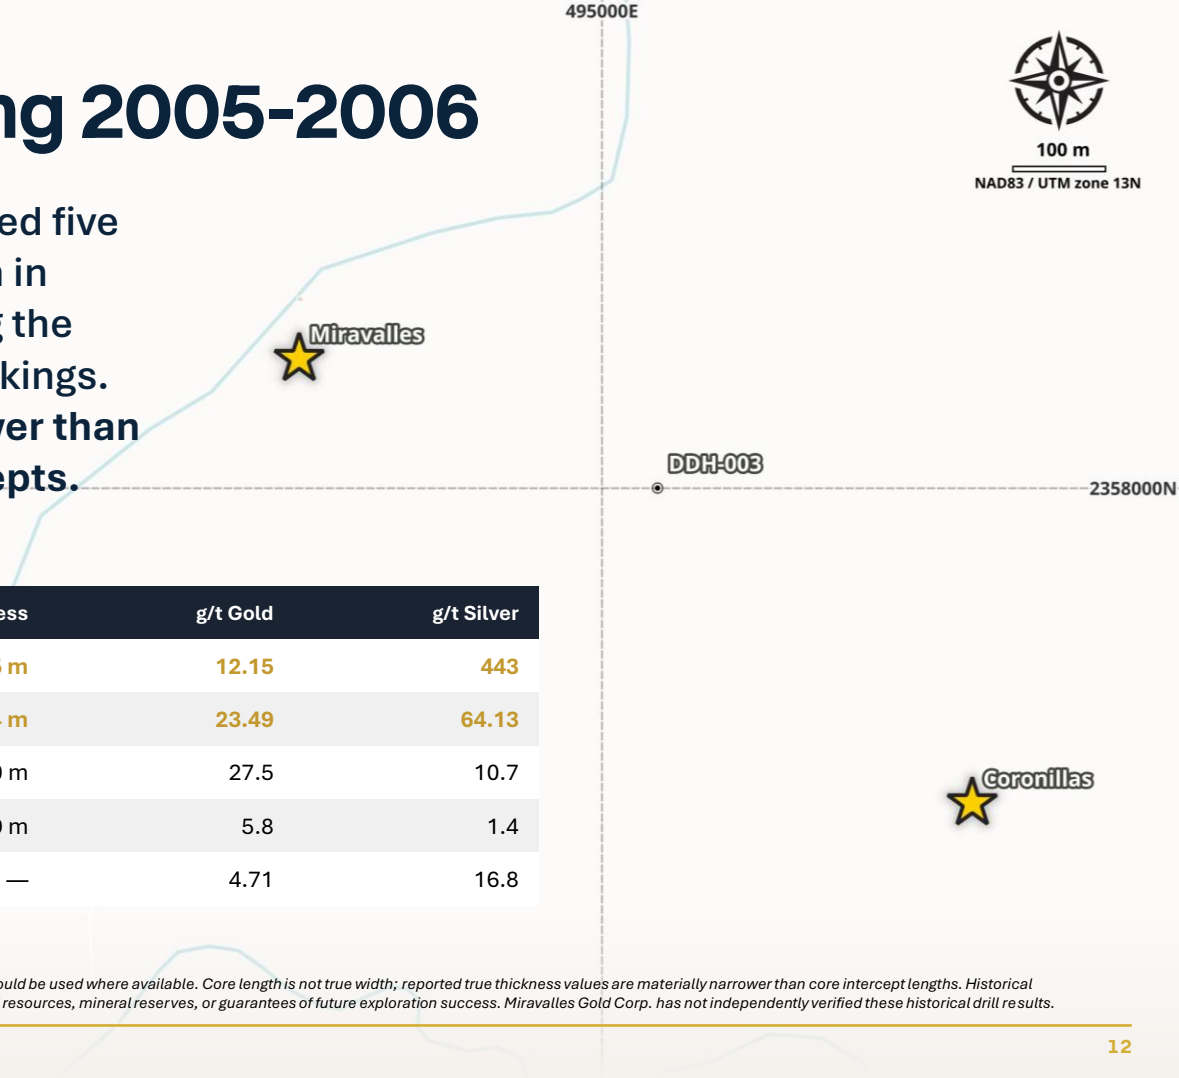 495000E
100 m
NAD83 / UTM zone 13N
ng 2005-2006
ed five
in
the
kings.
er than
epts.
Miravalles
DDH-003
2358000N
ess g/t Gold g/t Silver
m 12.15 443
m 23.49 64.13
m 27.5 10.7
m 5.8 1.4
— 4.71 16.8
Coronillas
ould be used where available. Core length is not true width; reported true thickness values are materially narrower than core intercept lengths. Historical
resources, mineral reserves, or guarantees of future exploration success. Miravalles Gold Corp. has not independently verified these historical drill results.
12